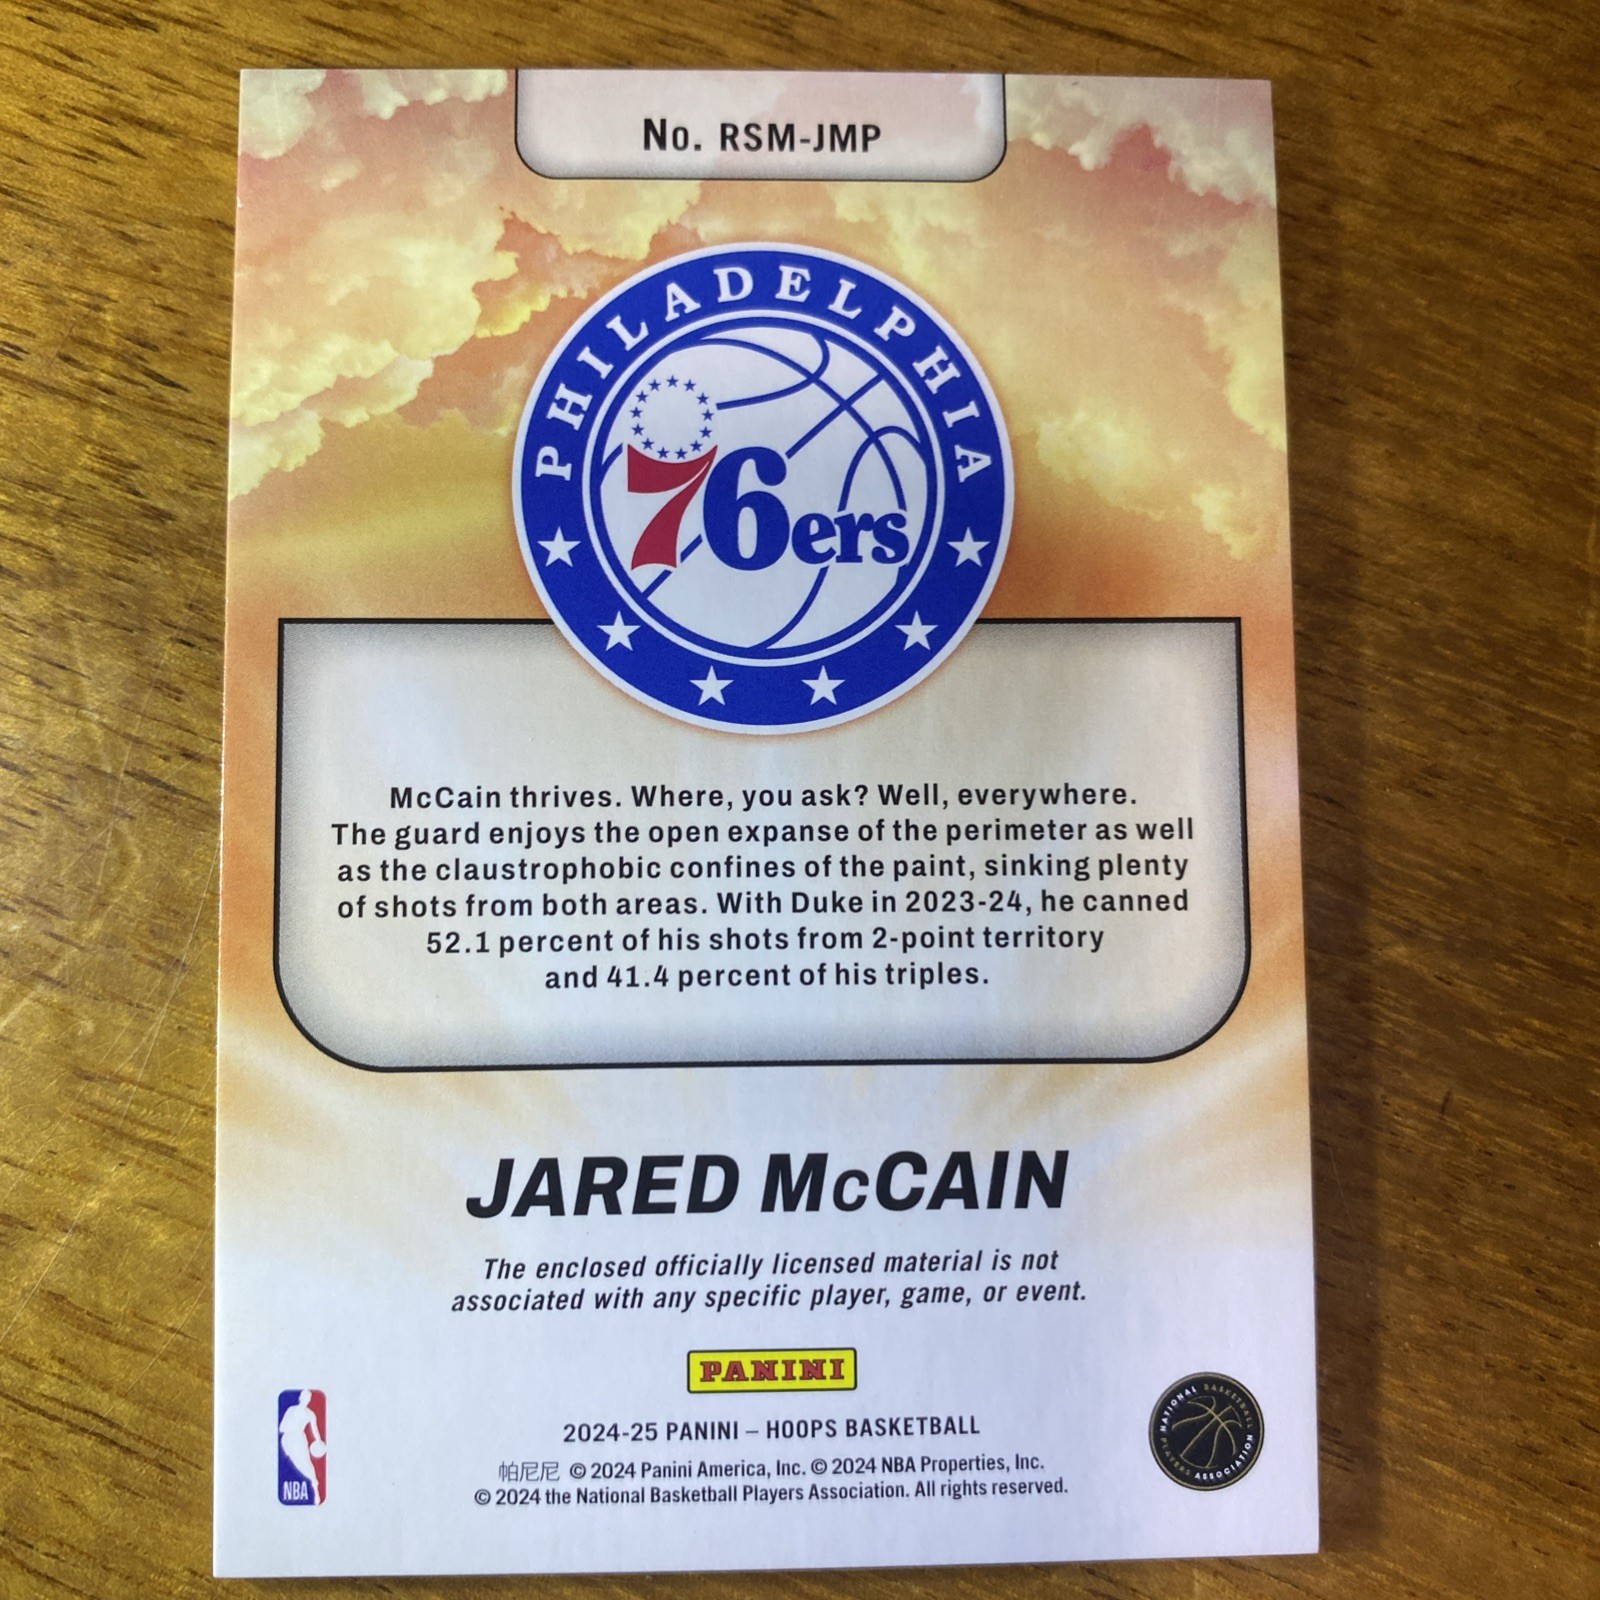 No. RSM-JMP
PHILADELPHIA
76ers
McCain thrives. Where, you ask? Well, everywhere.
The guard enjoys the open expanse of the perimeter as well
as the claustrophobic confines of the paint, sinking plenty
of shots from both areas. With Duke in 2023-24, he canned
52.1 percent of his shots from 2-point territory
and 41.4 percent of his triples.
JARED McCAIN
The enclosed officially licensed material is not
associated with any specific player, game, or event.
PANINI
2024-25 PANINI – HOOPS BASKETBALL
帕尼尼 © 2024 Panini America, Inc. © 2024 NBA Properties, Inc.
© 2024 the National Basketball Players Association. All rights reserved.
NBA
NATIONAL BASKETBALL PLAYERS ASSOCIATION